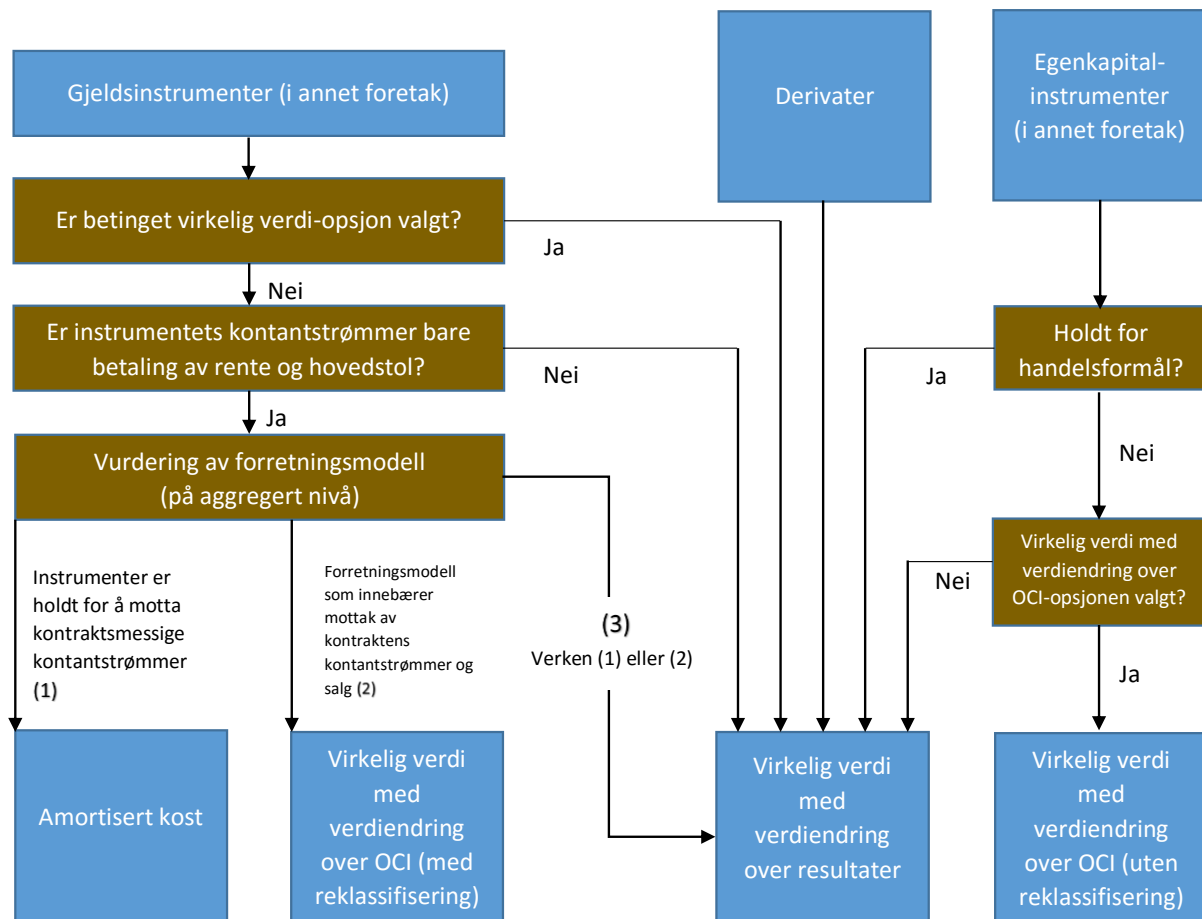 Gjeldsinstrumenter (i annet foretak)
Derivater
Egenkapital-
instrumenter
(i annet foretak)
Er betinget virkelig verdi-opsjon valgt?
Ja
Nei
Er instrumentets kontantstrømmer bare
betaling av rente og hovedstol?
Nei
Ja
Holdt for
handelsformål?
Ja
Nei
Vurdering av forretningsmodell
(på aggregert nivå)
Instrumenter er
holdt for å motta
kontraktsmessige
kontantstrømmer
(1)
Forretningsmodell
som innebærer
mottak av
kontraktens
kontantstrømmer og
salg (2)
(3)
Verken (1) eller (2)
Virkelig verdi med
verdiendring over
OCI-opsjonen valgt?
Nei
Ja
Amortisert kost
Virkelig verdi
med
verdiendring
over OCI (med
reklassifisering)
Virkelig verdi
med
verdiendring
over resultater
Virkelig verdi
med
verdiendring
over OCI (uten
reklassifisering)